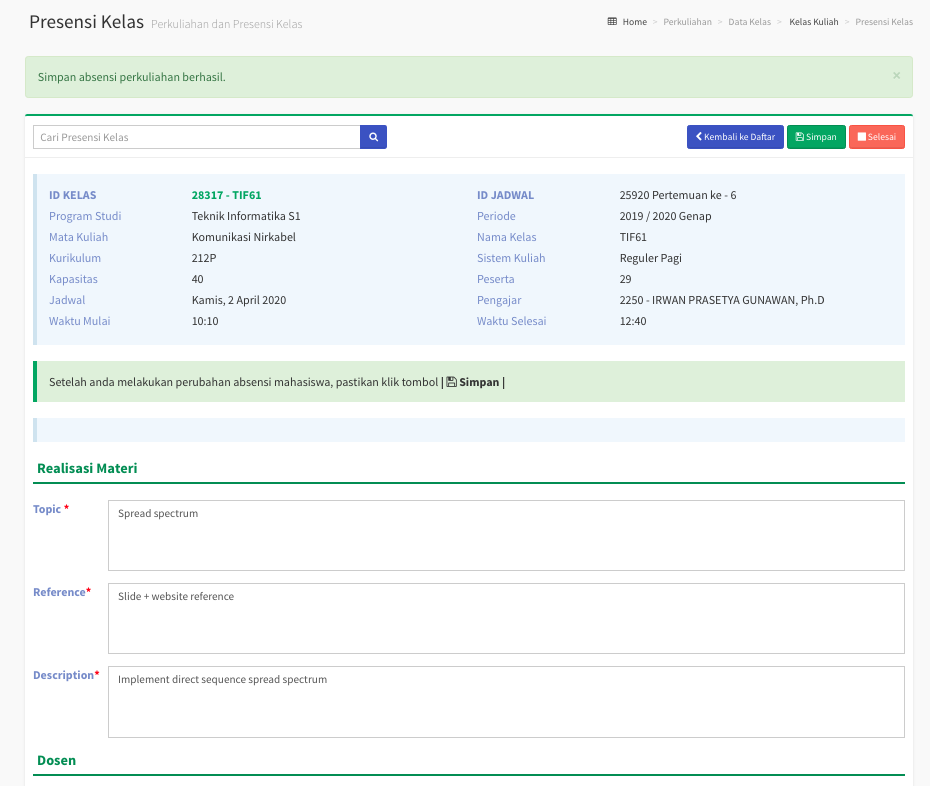 Presensi Kelas Perkuliahan dan Presensi Kelas
Home > Perkuliahan > Data Kelas > Kelas Kuliah > Presensi Kelas
Simpan absensi perkuliahan berhasil. ×
Cari Presensi Kelas
Kembali ke Daftar Simpan Selesai
ID KELAS 28317 - TIF61 ID JADWAL 25920 Pertemuan ke - 6
Program Studi Teknik Informatika S1 Periode 2019 / 2020 Genap
Mata Kuliah Komunikasi Nirkabel Nama Kelas TIF61
Kurikulum 212P Sistem Kuliah Reguler Pagi
Kapasitas 40 Peserta 29
Jadwal Kamis, 2 April 2020 Pengajar 2250 - IRWAN PRASETYA GUNAWAN, Ph.D
Waktu Mulai 10:10 Waktu Selesai 12:40
Setelah anda melakukan perubahan absensi mahasiswa, pastikan klik tombol | Simpan |
Realisasi Materi
Topic * Spread spectrum
Reference* Slide + website reference
Description* Implement direct sequence spread spectrum
Dosen